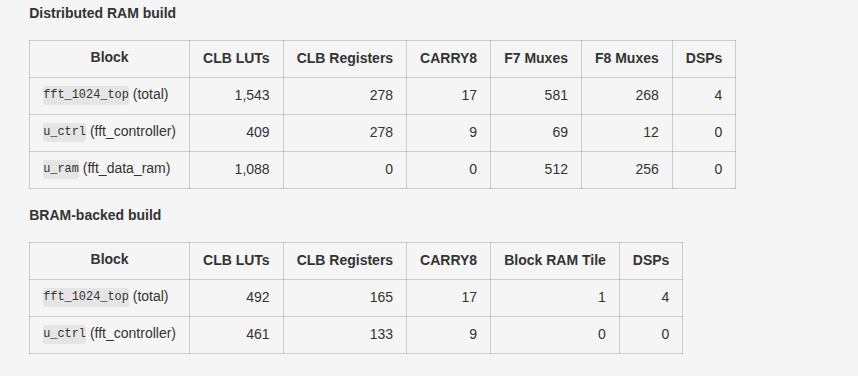 Distributed RAM build
Block CLB LUTs CLB Registers CARRY8 F7 Muxes F8 Muxes DSPs
fft_1024_top (total) 1,543 278 17 581 268 4
u_ctrl (fft_controller) 409 278 9 69 12 0
u_ram (fft_data_ram) 1,088 0 0 512 256 0
BRAM-backed build
Block CLB LUTs CLB Registers CARRY8 Block RAM Tile DSPs
fft_1024_top (total) 492 165 17 1 4
u_ctrl (fft_controller) 461 133 9 0 0